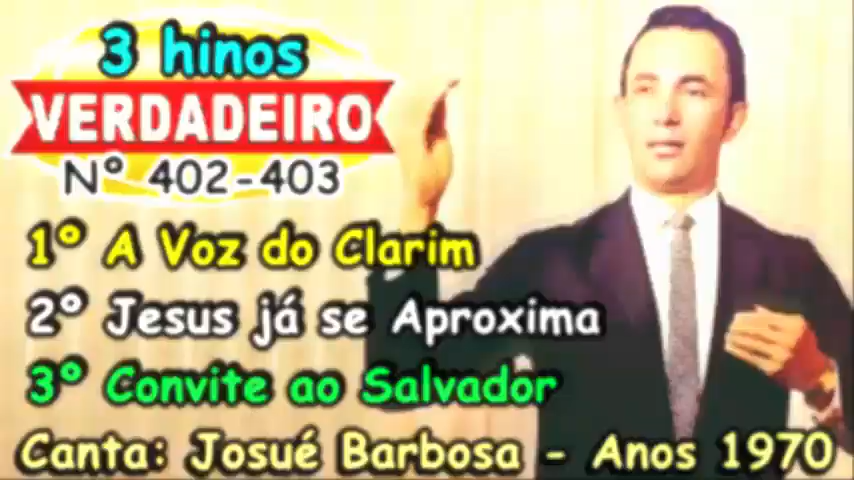 3 hinos
VERDADEIRO
Nº 402-403
1º A Voz do Clarim
2º Jesus já se Aproxima
3º Convite ao Salvador
Canta: Josué Barbosa - Anos 1970